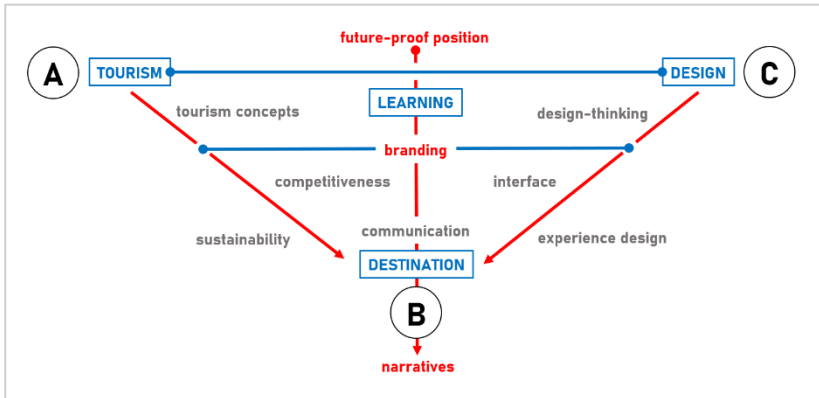 future-proof position
A
TOURISM
DESIGN
C
LEARNING
tourism concepts
design-thinking
branding
competitiveness
interface
communication
sustainability
experience design
DESTINATION
B
narratives